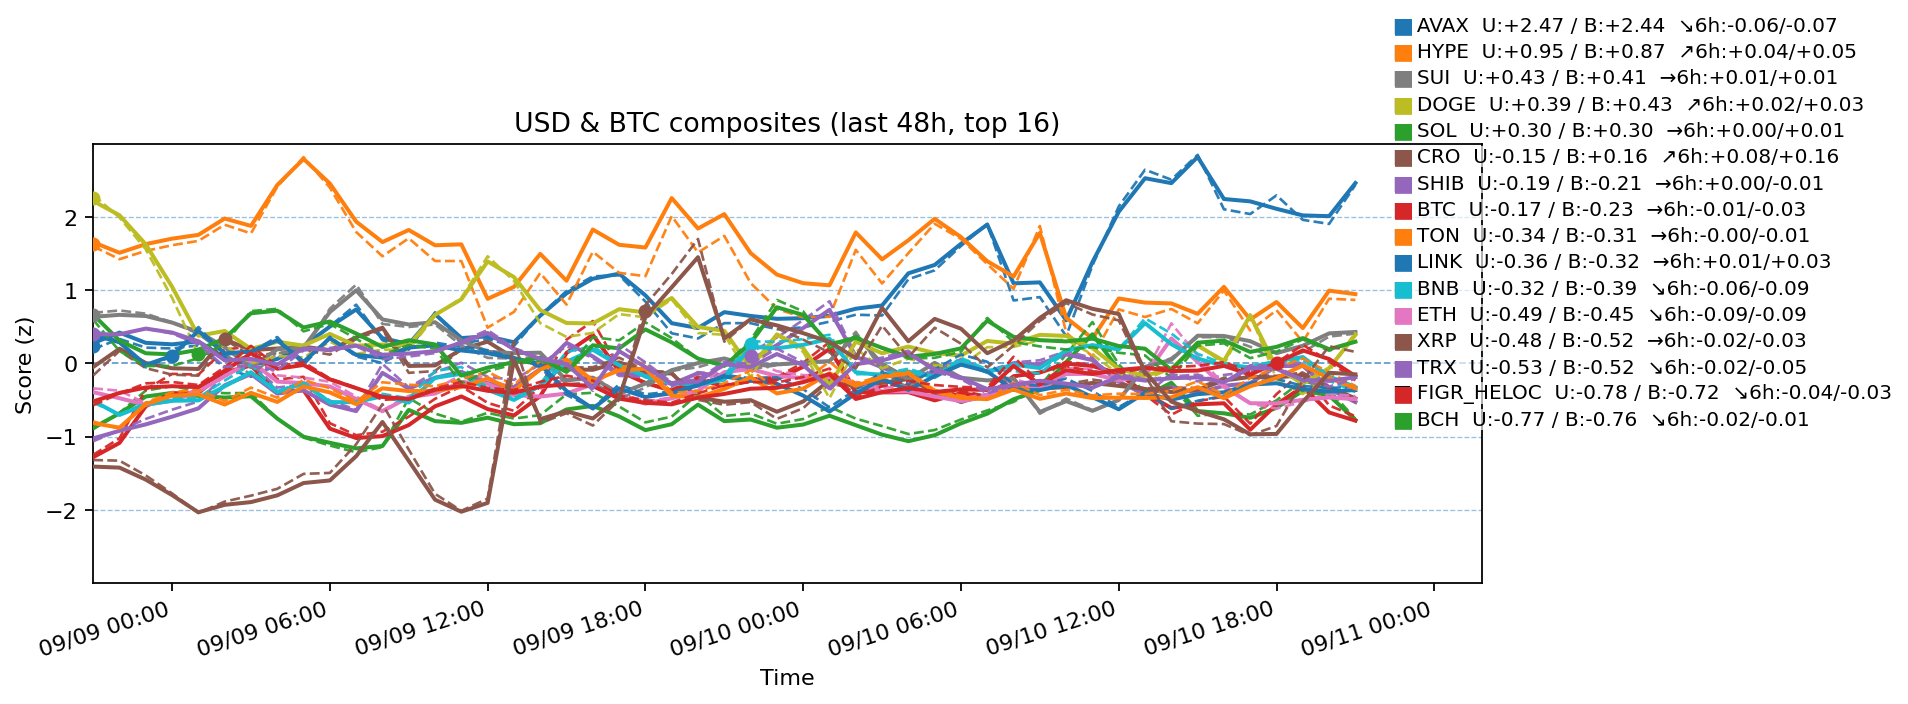 AVAX  U:+2.47 / B:+2.44  ↘6h:-0.06/-0.07
HYPE  U:+0.95 / B:+0.87  ↗6h:+0.04/+0.05
SUI  U:+0.43 / B:+0.41  →6h:+0.01/+0.01
DOGE  U:+0.39 / B:+0.43  ↗6h:+0.02/+0.03
SOL  U:+0.30 / B:+0.30  →6h:+0.00/+0.01
CRO  U:-0.15 / B:+0.16  ↗6h:+0.08/+0.16
SHIB  U:-0.19 / B:-0.21  →6h:+0.00/-0.01
BTC  U:-0.17 / B:-0.23  →6h:-0.01/-0.03
TON  U:-0.34 / B:-0.31  →6h:-0.00/-0.01
LINK  U:-0.36 / B:-0.32  →6h:+0.01/+0.03
BNB  U:-0.32 / B:-0.39  ↘6h:-0.06/-0.09
ETH  U:-0.49 / B:-0.45  ↘6h:-0.09/-0.09
XRP  U:-0.48 / B:-0.52  →6h:-0.02/-0.03
TRX  U:-0.53 / B:-0.52  ↘6h:-0.02/-0.05
FIGR_HELOC  U:-0.78 / B:-0.72  ↘6h:-0.04/-0.03
BCH  U:-0.77 / B:-0.76  ↘6h:-0.02/-0.01
USD & BTC composites (last 48h, top 16)
Score (z)
2
1
0
−1
−2
09/09 00:00
09/09 06:00
09/09 12:00
09/09 18:00
09/10 00:00
09/10 06:00
09/10 12:00
09/10 18:00
09/11 00:00
Time